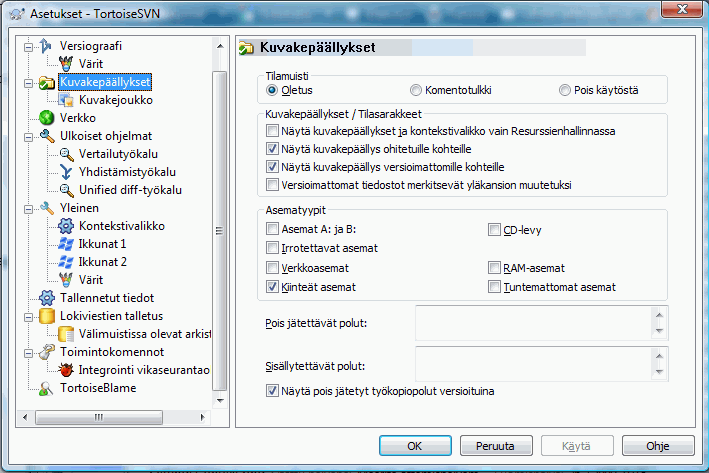 Asetukset - TortoiseSVN
Versiografi
Värit
Kuvakepäällykset
Kuvakejoukko
Verkko
Ulkoiset ohjelmat
Vertailutyökalu
Yhdistämistyökalu
Unified diff-työkalu
Yleinen
Kontekstivalikko
Ikkunat 1
Ikkunat 2
Värit
Tallennetut tiedot
Lokiviestien talletus
Välimuistissa olevat arkist
Toimintokomennot
Integrointi vikaseurantao
TortoiseBlame
Kuvakepäällykset
Tilamuisti
Oletus
Komentotulkki
Pois käytöstä
Kuvakepäällykset / Tilasarakkeet
Näytä kuvakepäällykset ja kontekstivalikko vain Resurssienhallinnassa
Näytä kuvakepäällys ohitetuille kohteille
Näytä kuvakepäällys versioimattomille kohteille
Versioimattomat tiedostot merkitsevät yläkansion muutetuksi
Asematyypit
Asemat A: ja B:
CD-levy
Irrotettavat asemat
Verkkoasemat
RAM-asemat
Kiinteät asemat
Tuntemattomat asemat
Pois jätettävät polut:
Sisällytettävät polut:
Näytä pois jätetyt työkopiopolut versioituina
OK
Peruuta
Käytä
Ohje